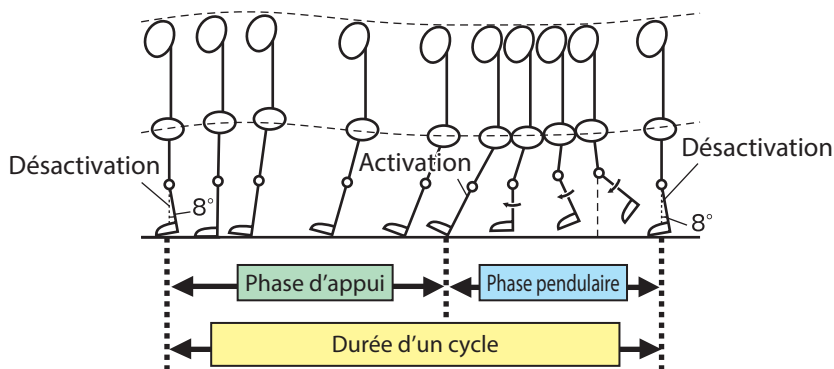 Désactivation
Activation
Désactivation
8°
8°
Phase d'appui
Phase pendulaire
Durée d'un cycle